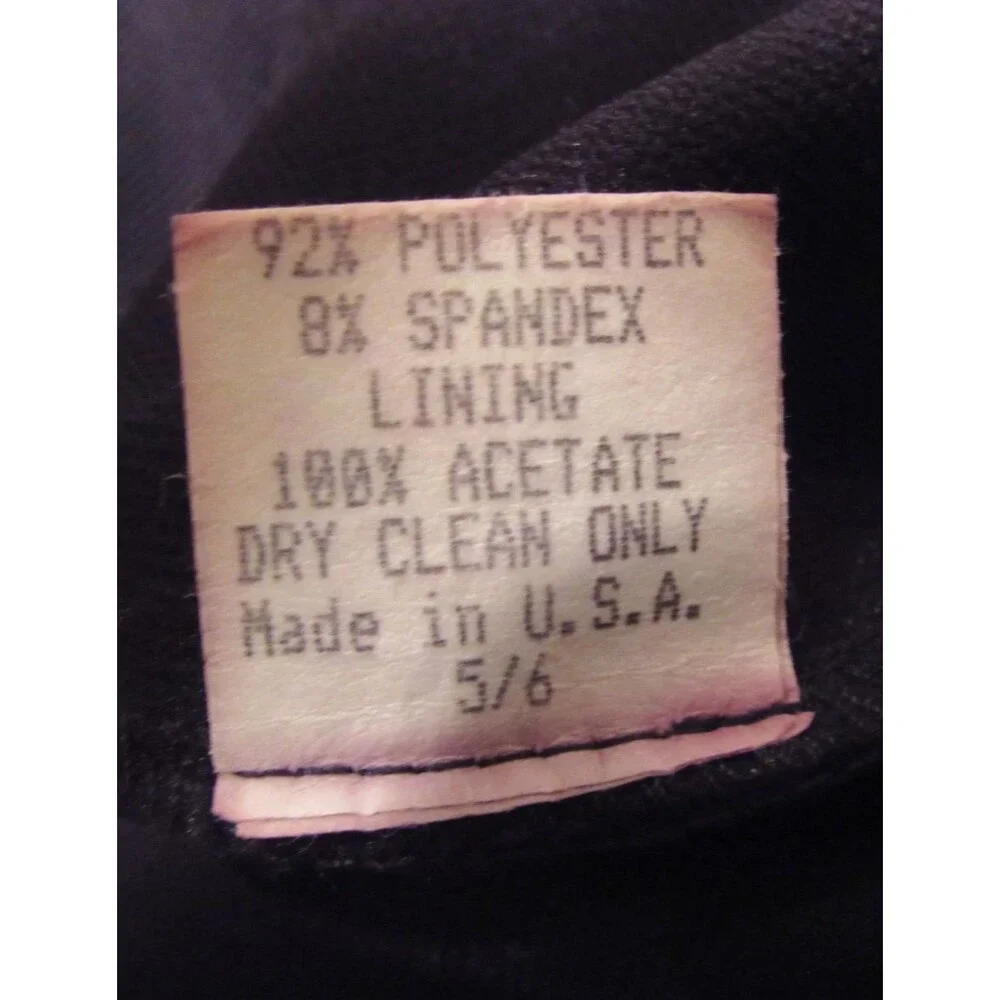 92% POLYESTER
8% SPANDEX
LINING
100% ACETATE
DRY CLEAN ONLY
Made in U.S.A.
5/6